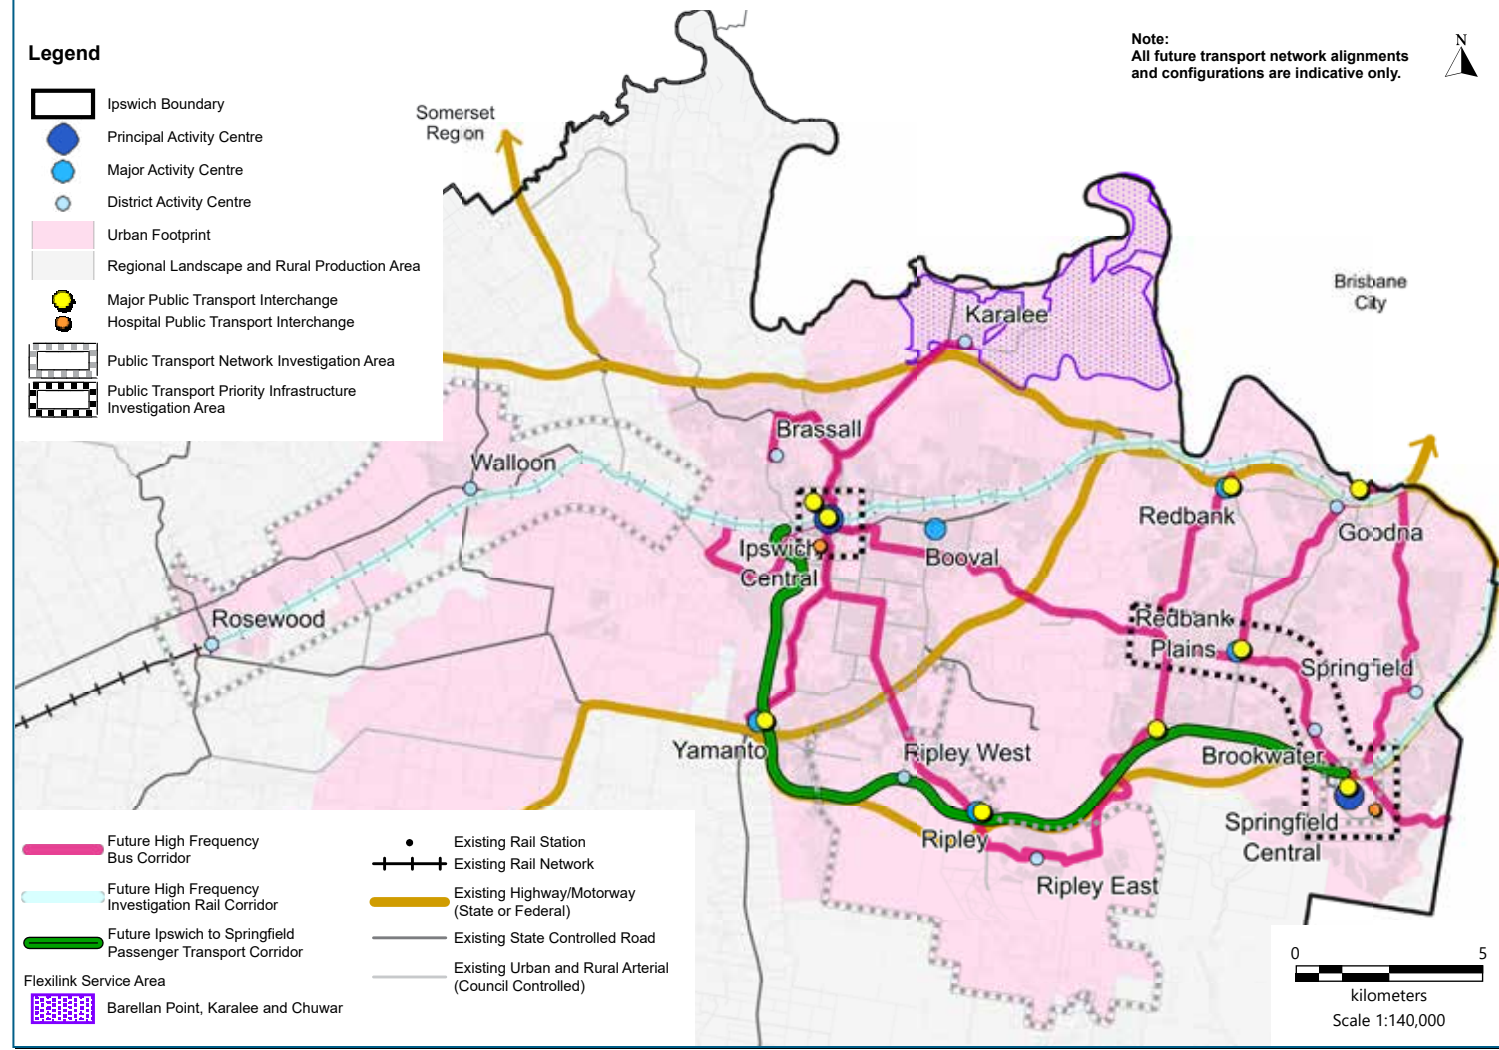 Legend
Ipswich Boundary
Principal Activity Centre
Major Activity Centre
District Activity Centre
Urban Footprint
Regional Landscape and Rural Production Area
Major Public Transport Interchange
Hospital Public Transport Interchange
Public Transport Network Investigation Area
Public Transport Priority Infrastructure
Investigation Area
Note:
All future transport network alignments
and configurations are indicative only.
N
Somerset
Region
Brisbane
City
Karalee
Brassall
Walloon
Redbank
Goodna
Ipswich
Central
Booval
Rosewood
Redbank
Plains
Springfield
Yamanto
Ripley West
Brookwater
Ripley
Springfield
Central
Ripley East
Future High Frequency
Bus Corridor
Future High Frequency
Investigation Rail Corridor
Future Ipswich to Springfield
Passenger Transport Corridor
Flexilink Service Area
Barellan Point, Karalee and Chuwar
Existing Rail Station
Existing Rail Network
Existing Highway/Motorway
(State or Federal)
Existing State Controlled Road
Existing Urban and Rural Arterial
(Council Controlled)
0 5
kilometers
Scale 1:140,000